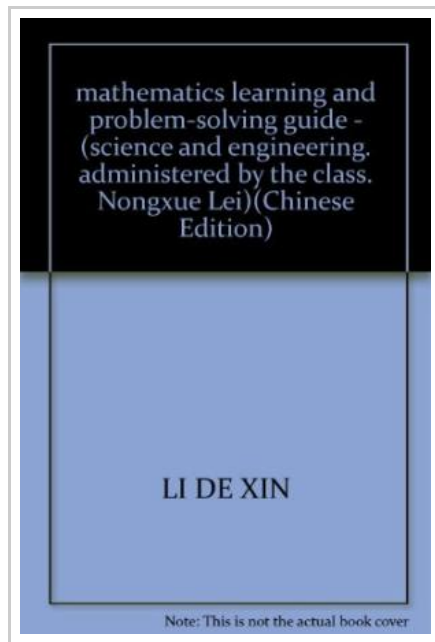 mathematics learning and
problem-solving guide -
(science and engineering.
administered by the class.
Nongxue Lei)(Chinese
Edition)
LI DE XIN
Note: This is not the actual book cover